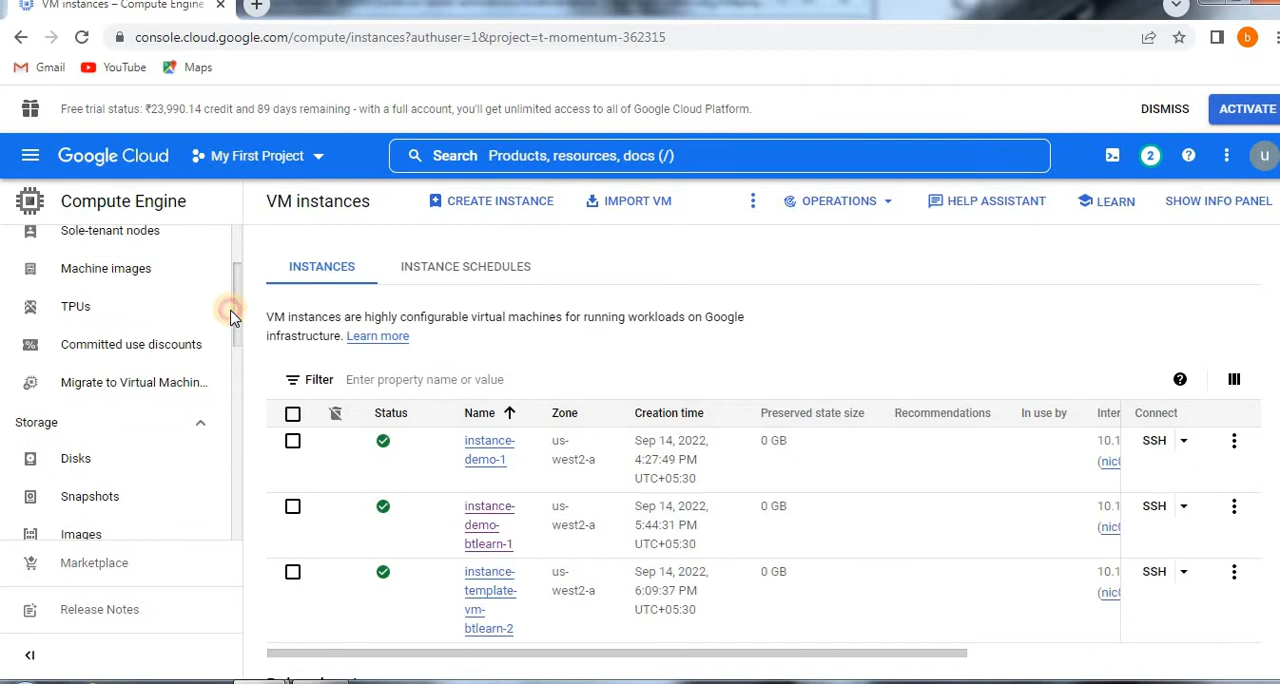 VM instances – Compute Engine
console.cloud.google.com/compute/instances?authuser=1&project=t-momentum-362315
b
Gmail
YouTube
Maps
Free trial status: ₹23,990.14 credit and 89 days remaining - with a full account, you'll get unlimited access to all of Google Cloud Platform.
DISMISS
ACTIVATE
Google Cloud
My First Project
Search Products, resources, docs (/)
2
u
Compute Engine
VM instances
CREATE INSTANCE
IMPORT VM
OPERATIONS
HELP ASSISTANT
LEARN
SHOW INFO PANEL
Sole-tenant nodes
Machine images
TPUs
Committed use discounts
Migrate to Virtual Machin...
Storage
Disks
Snapshots
Images
Marketplace
Release Notes
INSTANCES
INSTANCE SCHEDULES
VM instances are highly configurable virtual machines for running workloads on Google
infrastructure. Learn more
Filter Enter property name or value
Status Name Zone Creation time Preserved state size Recommendations In use by Inter Connect
instance- us- Sep 14, 2022, 0 GB 10.1 SSH
demo-1 west2-a 4:27:49 PM (nic0
UTC+05:30
instance- us- Sep 14, 2022, 0 GB 10.1 SSH
demo- west2-a 5:44:31 PM (nic0
btlearn-1 UTC+05:30
instance- us- Sep 14, 2022, 0 GB 10.1 SSH
template- west2-a 6:09:37 PM (nic0
vm- UTC+05:30
btlearn-2